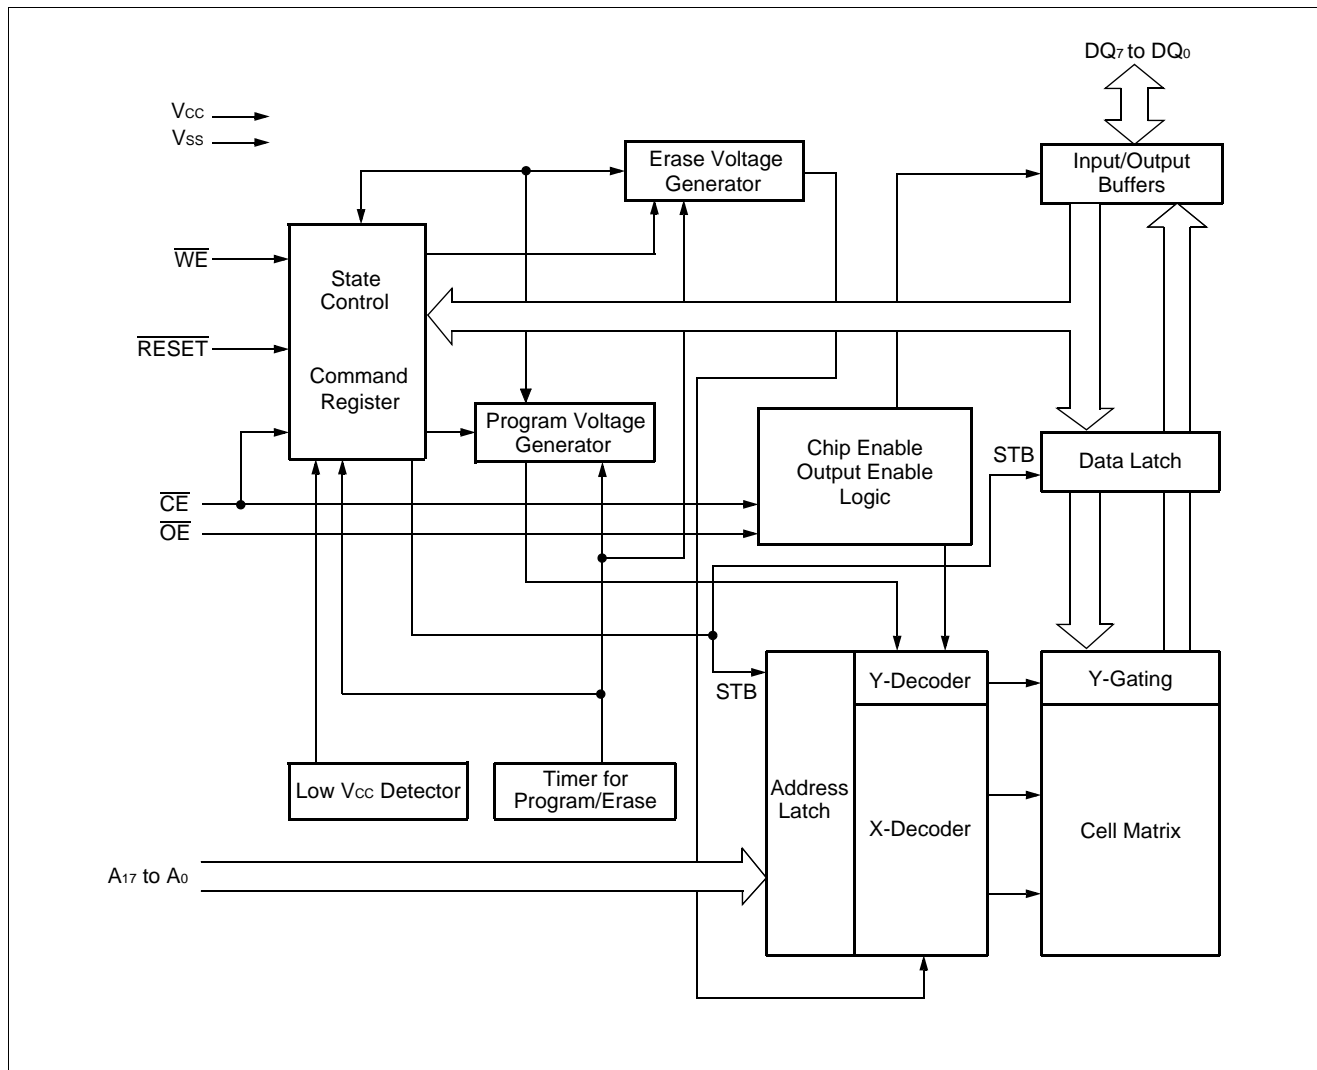 DQ7 to DQ0
VCC
VSS
Erase Voltage
Generator
Input/Output
Buffers
WE
State
Control
RESET
Command
Register
Program Voltage
Generator
Chip Enable
Output Enable
Logic
STB
Data Latch
CE
OE
STB
Y-Decoder
Y-Gating
Low VCC Detector
Timer for
Program/Erase
Address
Latch
X-Decoder
Cell Matrix
A17 to A0